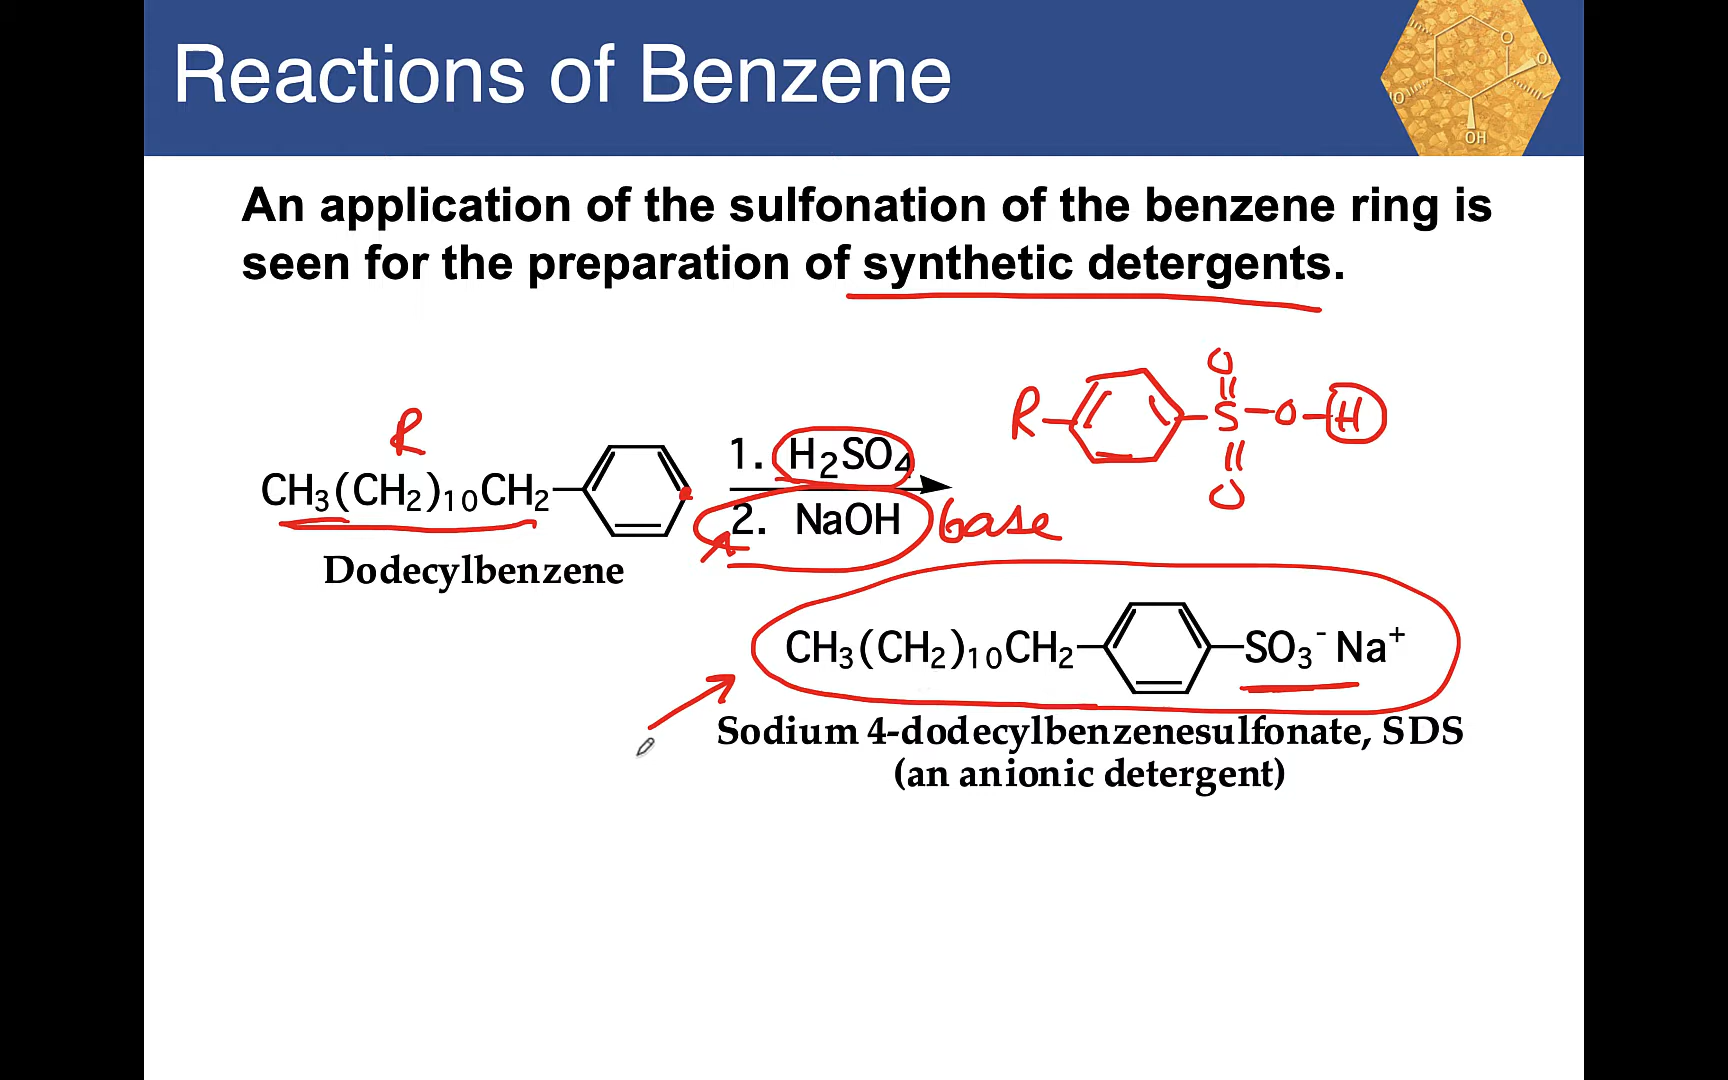 Reactions of Benzene
O
O
O
OH
An application of the sulfonation of the benzene ring is
seen for the preparation of synthetic detergents.
O
R
R S O H
O
1. H₂SO₄
CH₃(CH₂)₁₀CH₂
2. NaOH base
Dodecylbenzene
CH₃(CH₂)₁₀CH₂ SO₃⁻ Na⁺
Sodium 4-dodecylbenzenesulfonate, SDS
(an anionic detergent)